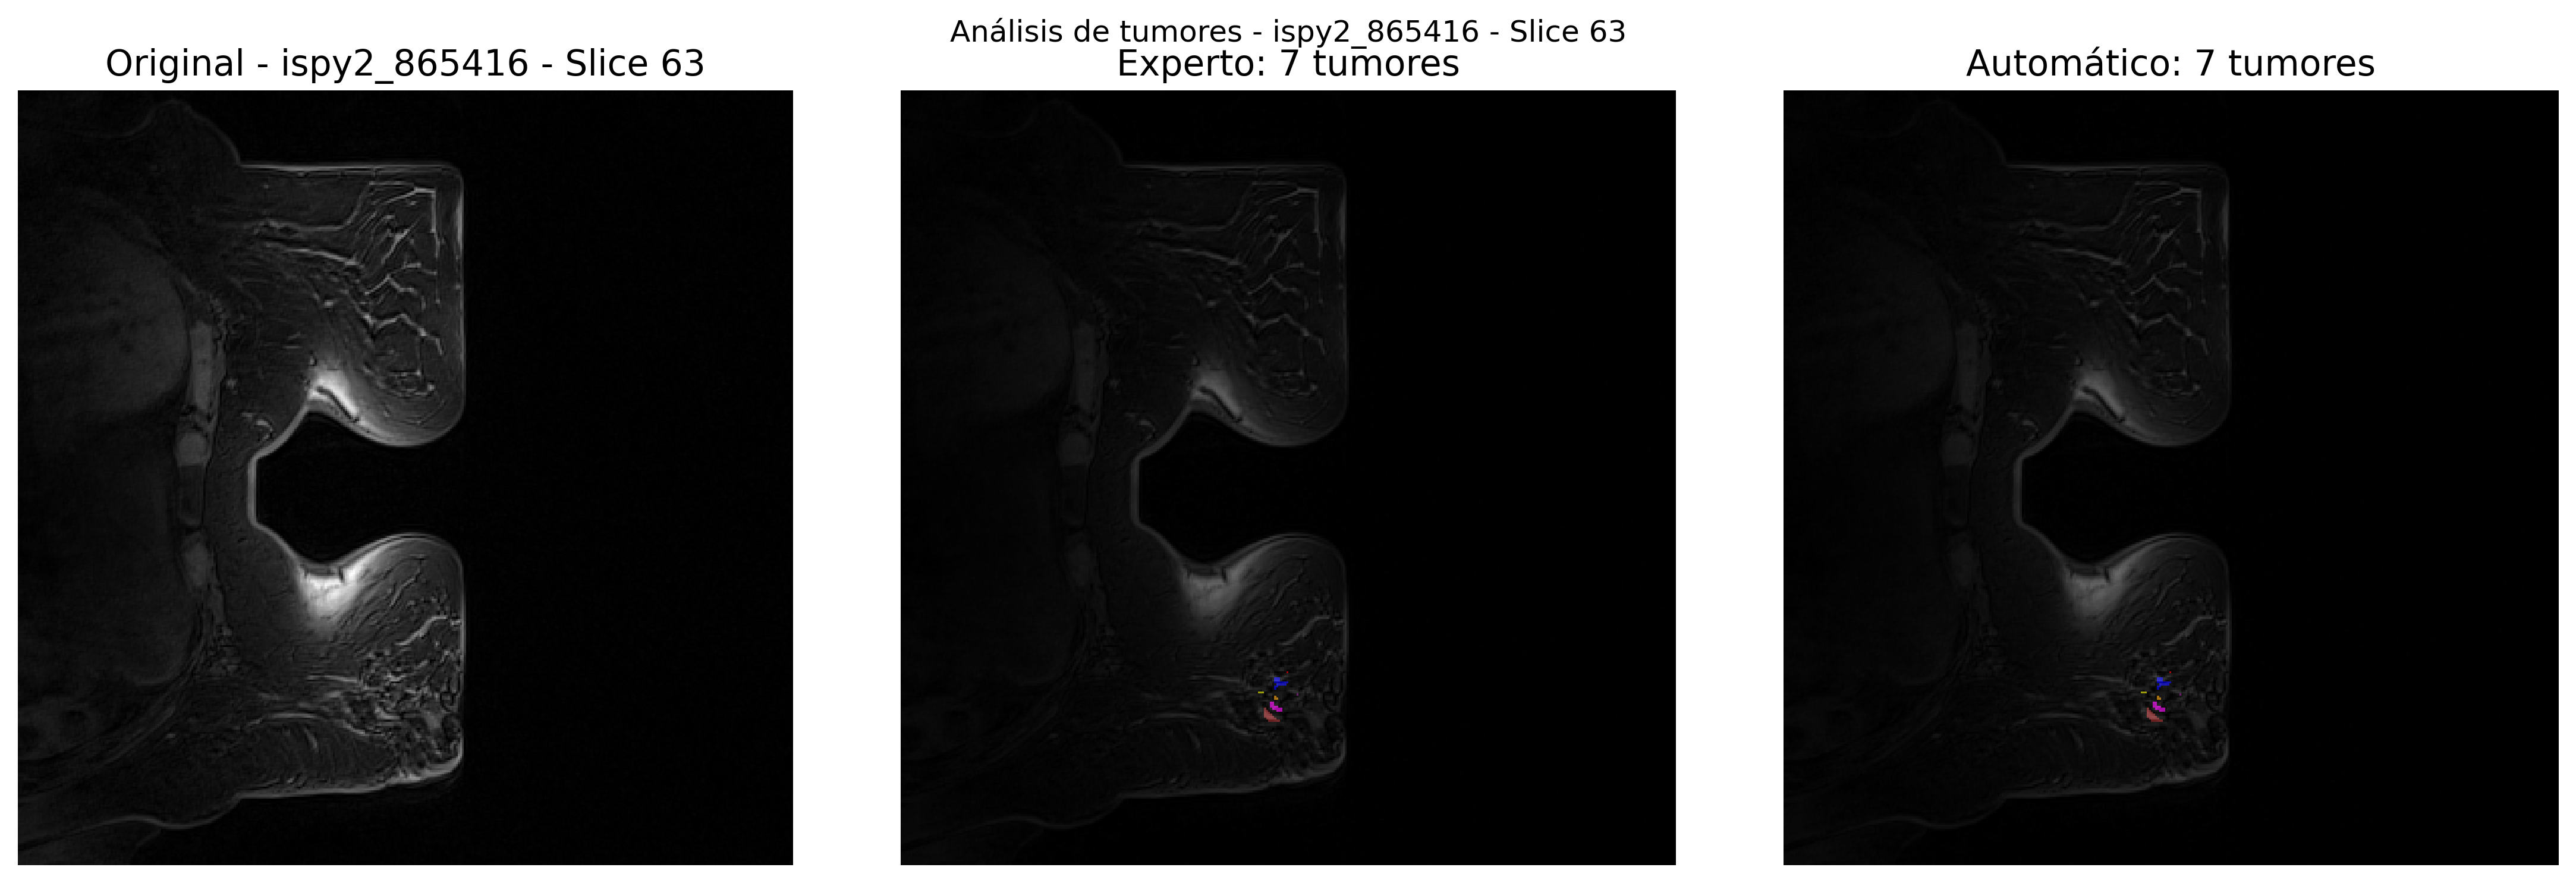 Análisis de tumores - ispy2_865416 - Slice 63
Original - ispy2_865416 - Slice 63
Experto: 7 tumores
Automático: 7 tumores